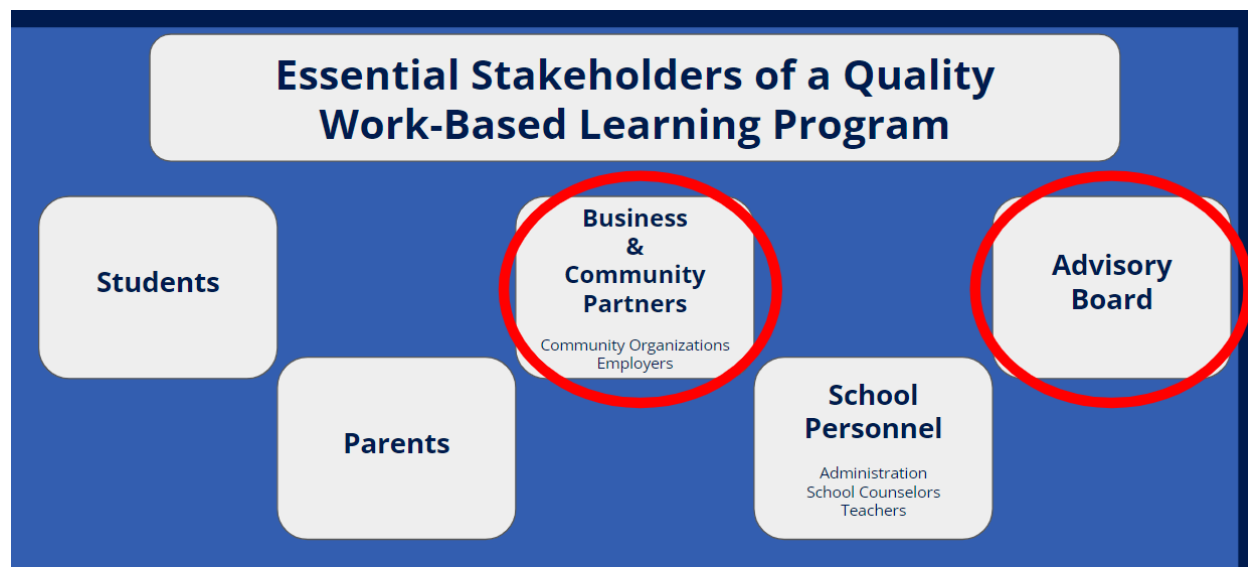 Essential Stakeholders of a Quality
Work-Based Learning Program
Students
Parents
Business
&
Community
Partners
Community Organizations
Employers
School
Personnel
Administration
School Counselors
Teachers
Advisory
Board